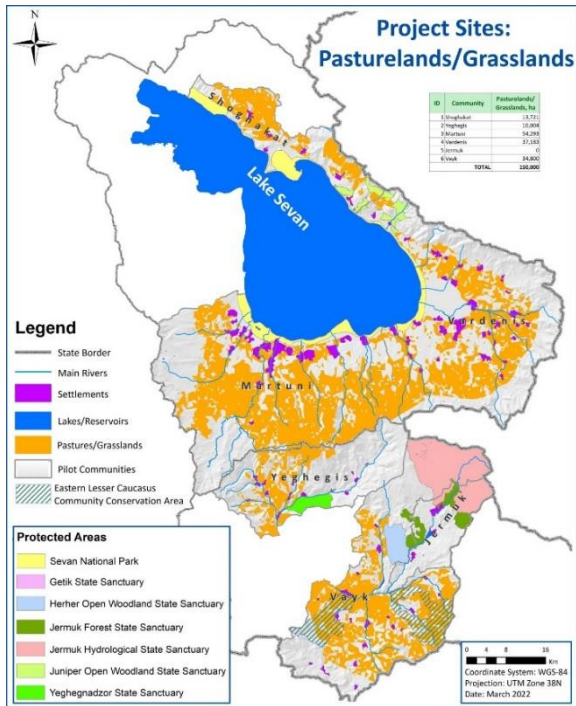 N
Project Sites:
Pasturelands/Grasslands
ID Community Pasturelands/ Grasslands, ha
1 Shoghakat 13,721
2 Yeghegis 10,004
3 Martuni 54,293
4 Vardenis 37,183
5 Jermuk 0
6 Vayk 34,800
TOTAL 150,000
Shoghakat
Lake Sevan
Vardenis
Martuni
Yeghegis
Jermuk
Vayk
Legend
State Border
Main Rivers
Settlements
Lakes/Reservoirs
Pastures/Grasslands
Pilot Communities
Eastern Lesser Caucasus
Community Conservation Area
Protected Areas
Sevan National Park
Getik State Sanctuary
Herher Open Woodland State Sanctuary
Jermuk Forest State Sanctuary
Jermuk Hydrological State Sanctuary
Juniper Open Woodland State Sanctuary
Yeghegnadzor State Sanctuary
0 4 8 16
Km
Coordinate System: WGS-84
Projection: UTM Zone 38N
Date: March 2022